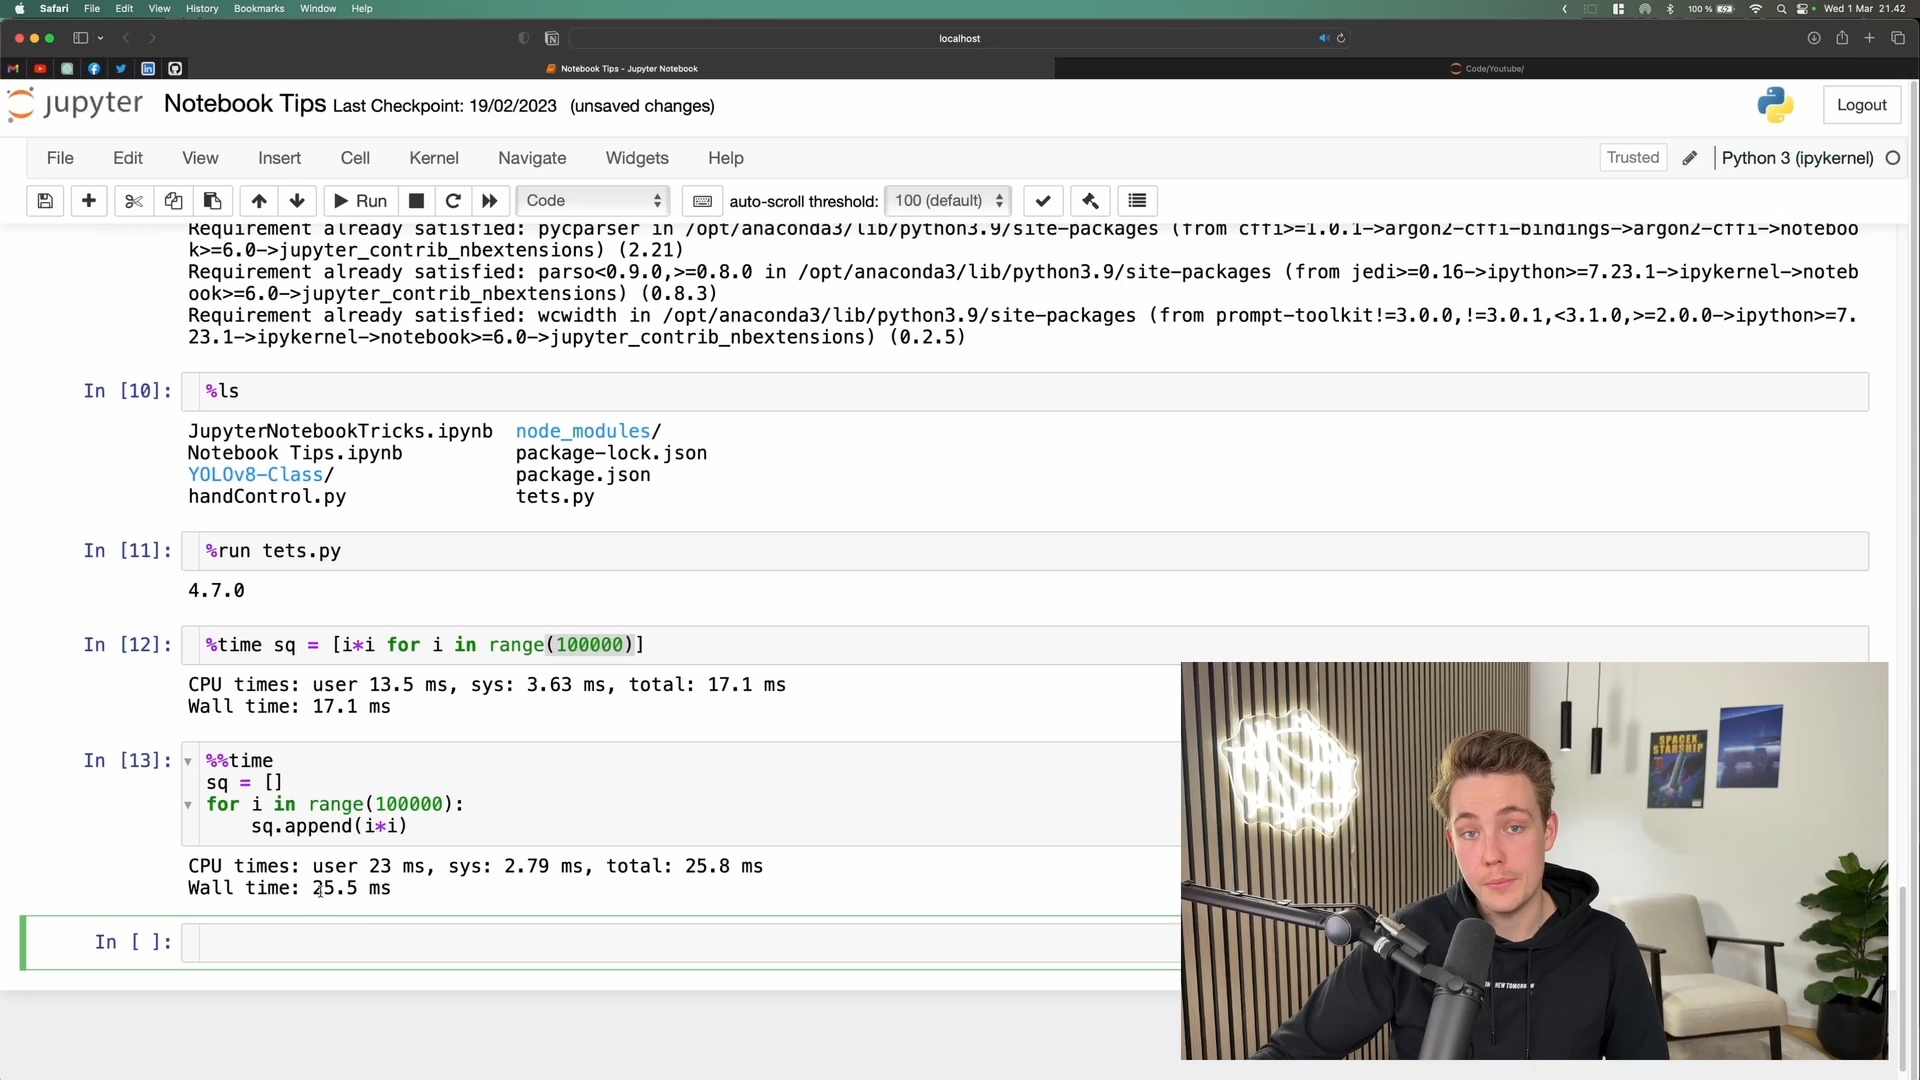 Safari File Edit View History Bookmarks Window Help
100 % Wed 1 Mar 21.42
localhost
Notebook Tips - Jupyter Notebook
Code/Youtube/
jupyter Notebook Tips Last Checkpoint: 19/02/2023 (unsaved changes)
Logout
File Edit View Insert Cell Kernel Navigate Widgets Help
Trusted Python 3 (ipykernel)
Run Code auto-scroll threshold: 100 (default)
Requirement already satisfied: pycparser in /opt/anaconda3/lib/python3.9/site-packages (from cffi>=1.0.1->argon2-cffi-bindings->argon2-cffi->noteboo
k>=6.0->jupyter_contrib_nbextensions) (2.21)
Requirement already satisfied: parso<0.9.0,>=0.8.0 in /opt/anaconda3/lib/python3.9/site-packages (from jedi>=0.16->ipython>=7.23.1->ipykernel->noteb
ook>=6.0->jupyter_contrib_nbextensions) (0.8.3)
Requirement already satisfied: wcwidth in /opt/anaconda3/lib/python3.9/site-packages (from prompt-toolkit!=3.0.0,!=3.0.1,<3.1.0,>=2.0.0->ipython>=7.
23.1->ipykernel->notebook>=6.0->jupyter_contrib_nbextensions) (0.2.5)
In [10]: %ls
JupyterNotebookTricks.ipynb node_modules/
Notebook Tips.ipynb package-lock.json
YOLOv8-Class/ package.json
handControl.py tets.py
In [11]: %run tets.py
4.7.0
In [12]: %time sq = [i*i for i in range(100000)]
CPU times: user 13.5 ms, sys: 3.63 ms, total: 17.1 ms
Wall time: 17.1 ms
In [13]: %%time
sq = []
for i in range(100000):
sq.append(i*i)
CPU times: user 23 ms, sys: 2.79 ms, total: 25.8 ms
Wall time: 25.5 ms
In [ ]:
SPACEX
STARSHIP
NEW TOMORROW